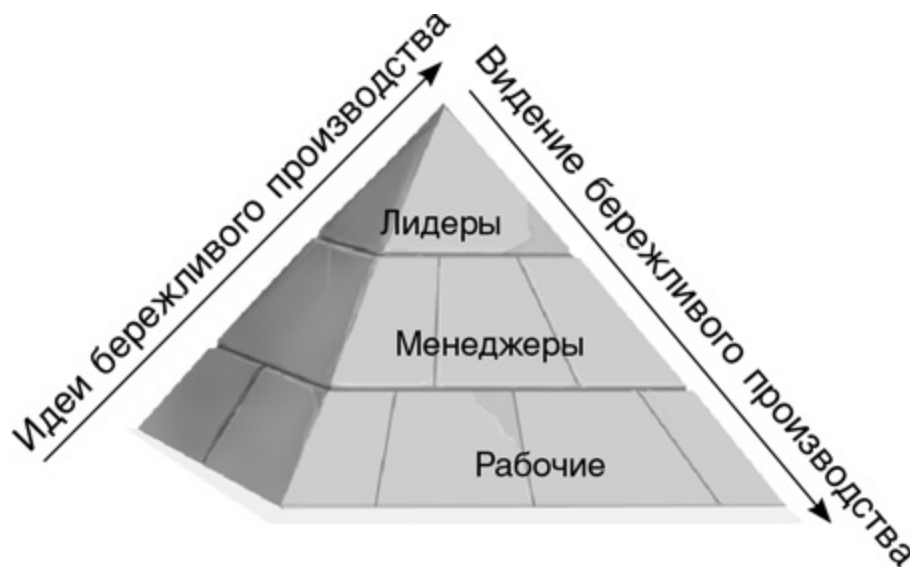 Идеи бережливого производства
Видение бережливого производства
Лидеры
Менеджеры
Рабочие